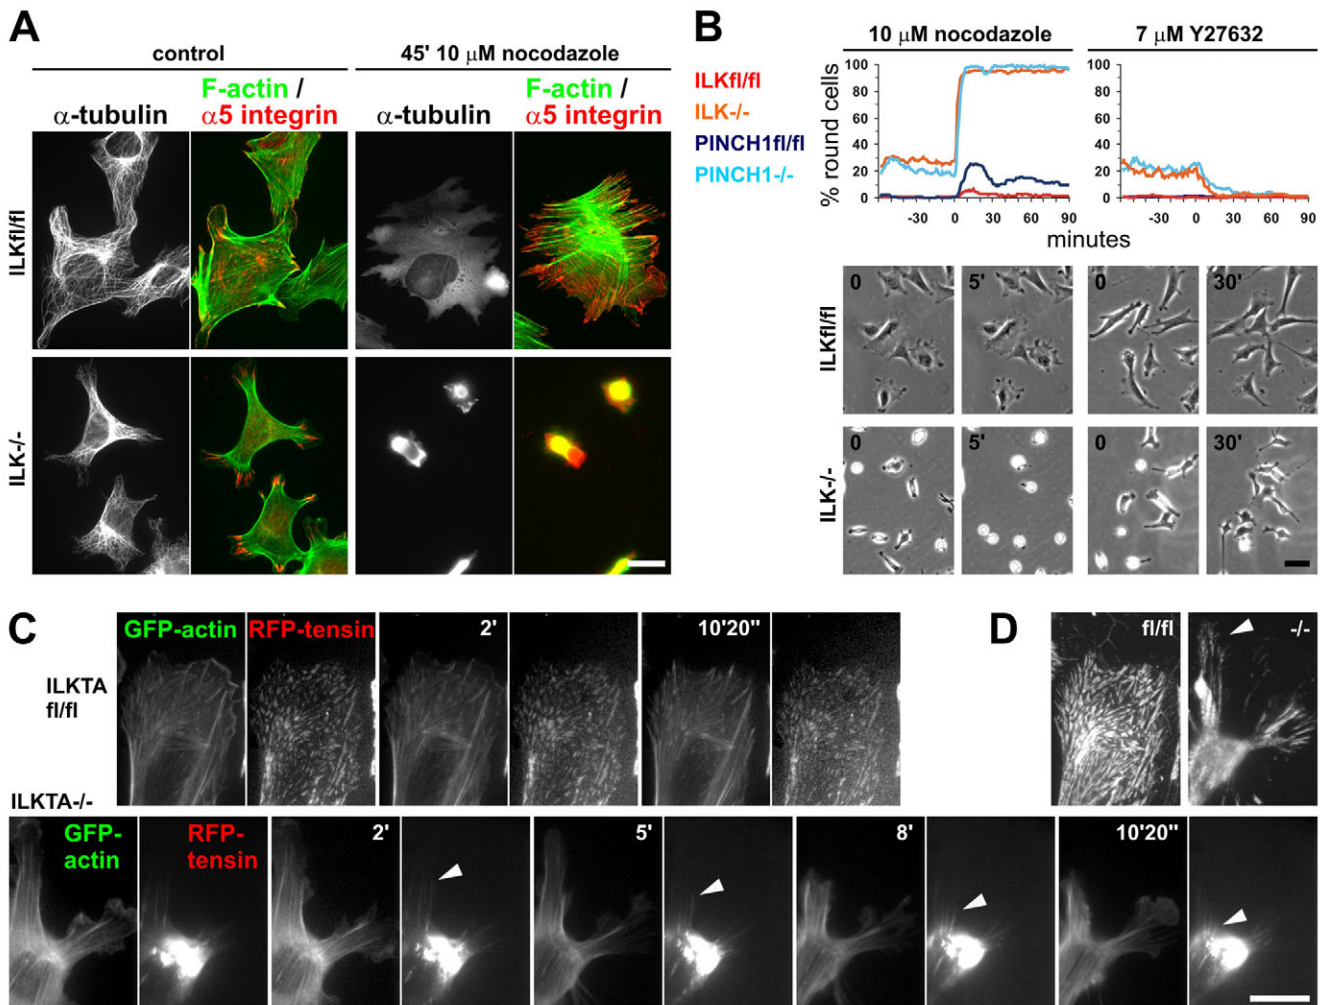 A
control
45' 10 μM nocodazole
α-tubulin
F-actin /
α5 integrin
α-tubulin
F-actin /
α5 integrin
ILKfl/fl
ILK-/-
B
10 μM nocodazole
7 μM Y27632
ILKfl/fl
ILK-/-
PINCH1fl/fl
PINCH1-/-
% round cells
100
80
60
40
20
0
-30 0 30 60 90
100
80
60
40
20
0
-30 0 30 60 90
minutes
ILKfl/fl
0 5' 0 30'
ILK-/-
0 5' 0 30'
C
GFP-actin RFP-tensin 2' 10'20"
ILKTA
fl/fl
ILKTA-/-
GFP-
actin
RFP-
tensin
2' 5' 8' 10'20"
D
fl/fl -/-